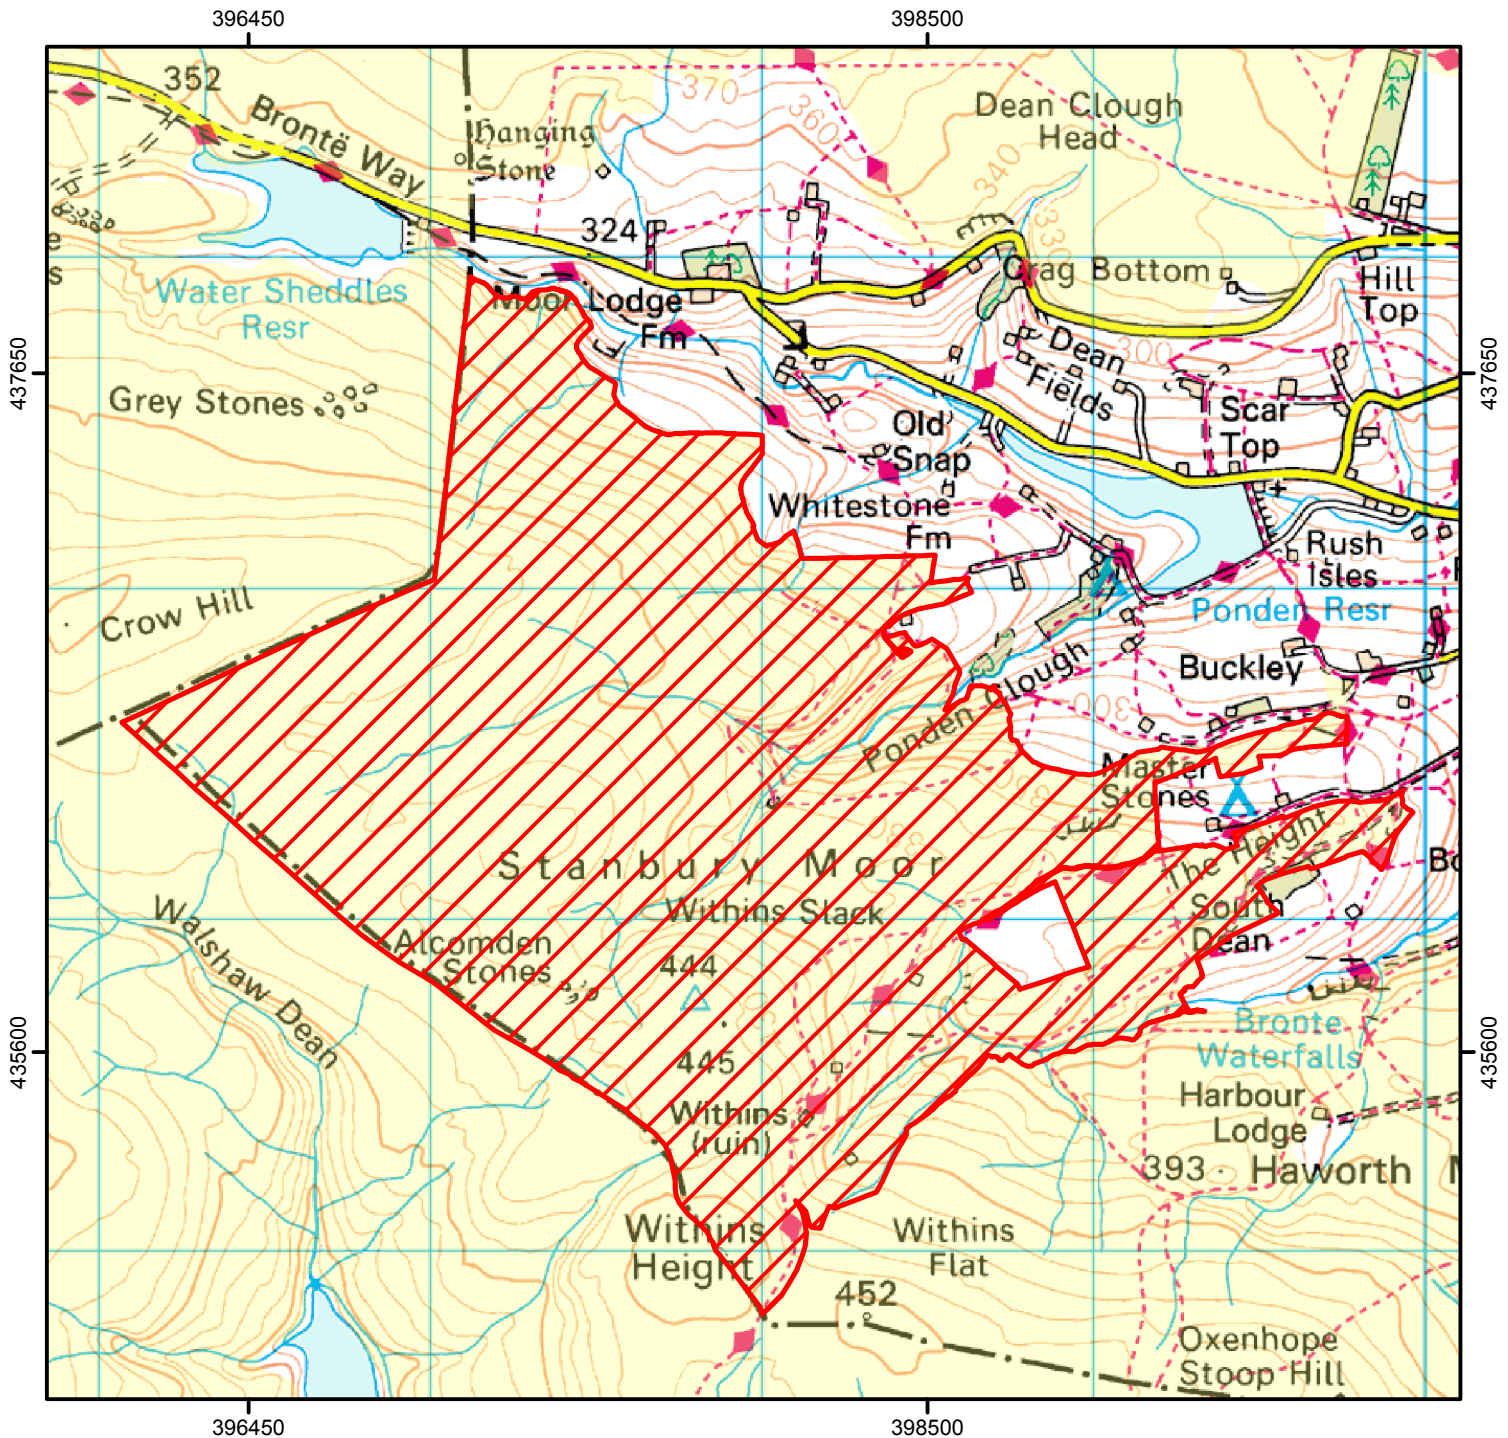 396450
398500
352
Brontë Way
Hanging
Stone
370
360
Dean Clough
Head
340
330
324
Crag Bottom
Hill
Top
e
s
Water Sheddles
Resr
Moor Lodge
Fm
Dean
Fields
300
437650
437650
Grey Stones
Old
Snap
Scar
Top
Whitestone
Fm
Rush
Isles
F
Crow Hill
Ponden Resr
Buckley
Ponden Clough
300
Master
Stones
330
The Height
Stanbury Moor
Bo
Withins Slack
South
Dean
Walshaw Dean
Alcomden
Stones
444
445
Bronte
Waterfalls
435600
435600
Withins
(ruin)
Harbour
Lodge
393
Haworth M
Withins
Height
Withins
Flat
452
Oxenhope
Stoop Hill
396450
398500